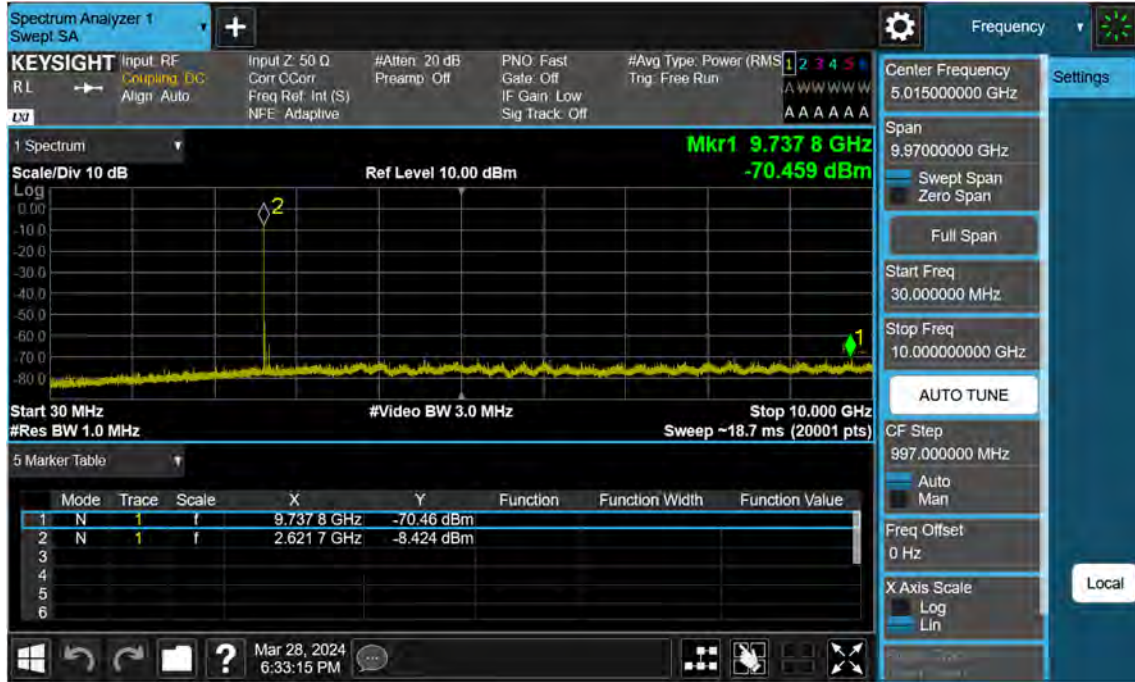 Spectrum Analyzer 1
Swept SA
+
Frequency
KEYSIGHT
RL
LXI
Input: RF
Coupling: DC
Align: Auto
Input Z: 50 Ω
Corr CCorr
Freq Ref: Int (S)
NFE: Adaptive
#Atten: 20 dB
Preamp: Off
PNO: Fast
Gate: Off
IF Gain: Low
Sig Track: Off
#Avg Type: Power (RMS
Trig: Free Run
1 2 3 4 5 6
A W W W W W
A A A A A A
1 Spectrum
Scale/Div 10 dB
Ref Level 10.00 dBm
Mkr1 9.737 8 GHz
-70.459 dBm
Log
0.00
-10.0
-20.0
-30.0
-40.0
-50.0
-60.0
-70.0
-80.0
2
1
Start 30 MHz
#Video BW 3.0 MHz
Stop 10.000 GHz
#Res BW 1.0 MHz
Sweep ~18.7 ms (20001 pts)
5 Marker Table
Mode Trace Scale X Y Function Function Width Function Value
1 N 1 f 9.737 8 GHz -70.46 dBm
2 N 1 f 2.621 7 GHz -8.424 dBm
3
4
5
6
?
Mar 28, 2024
6:33:15 PM
Center Frequency
5.015000000 GHz
Settings
Span
9.97000000 GHz
Swept Span
Zero Span
Full Span
Start Freq
30.000000 MHz
Stop Freq
10.000000000 GHz
AUTO TUNE
CF Step
997.000000 MHz
Auto
Man
Freq Offset
0 Hz
X Axis Scale
Log
Lin
Local